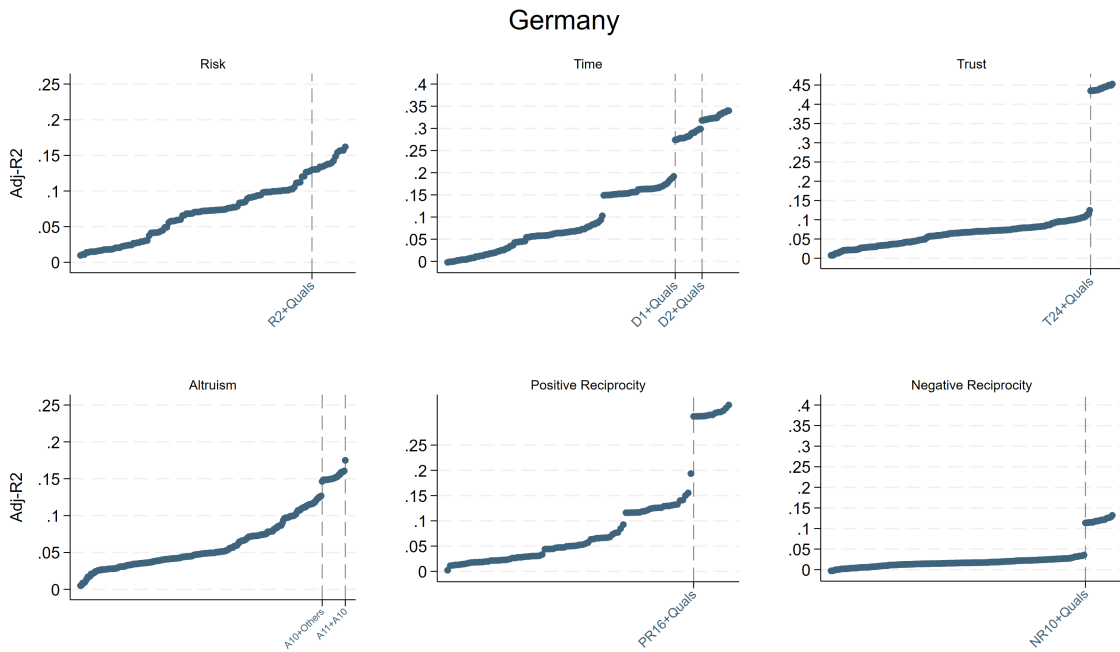 Germany
Risk
Time
Trust
Adj-R2
.25
.2
.15
.1
.05
0
R2+Quals
.4
.35
.3
.25
.2
.15
.1
.05
0
D1+Quals
D2+Quals
.45
.4
.35
.3
.25
.2
.15
.1
.05
0
T24+Quals
Altruism
Positive Reciprocity
Negative Reciprocity
Adj-R2
.25
.2
.15
.1
.05
0
A10+Others
A11+A10
.25
.2
.15
.1
.05
0
PR16+Quals
.4
.35
.3
.25
.2
.15
.1
.05
0
NR10+Quals